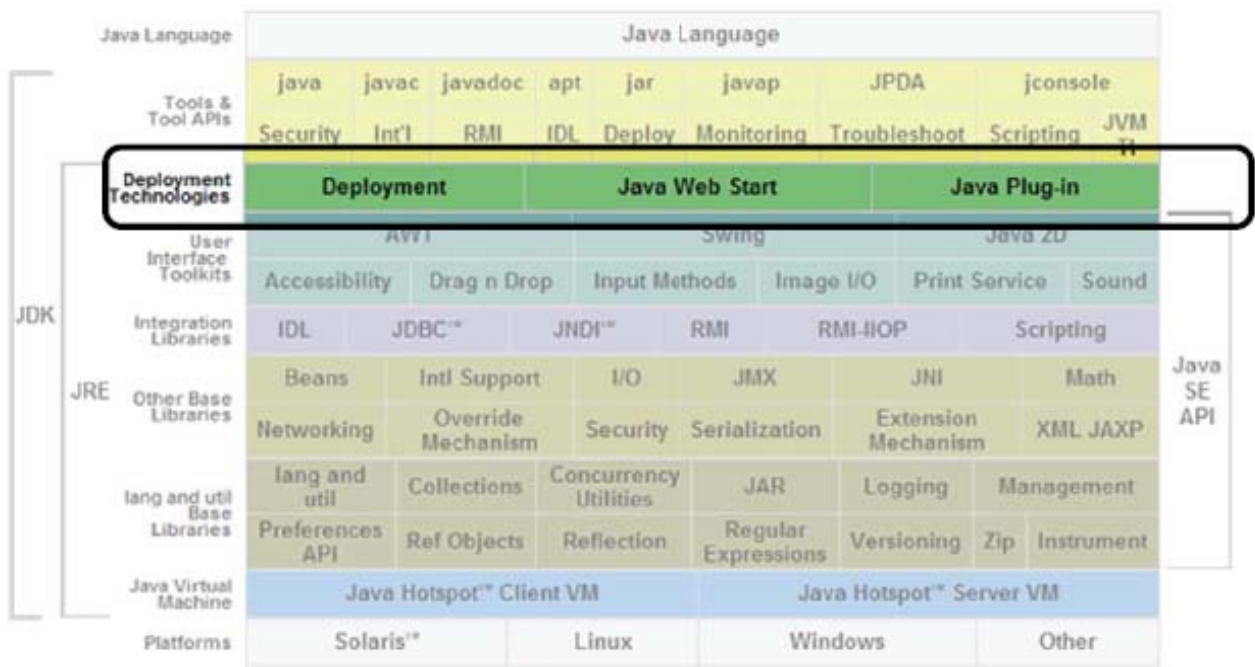 Java Language Java Language
java javac javadoc apt jar javap JPDA jconsole
Tools &
Tool APIs
Security Int'l RMI IDL Deploy Monitoring Troubleshoot Scripting JVM
TI
Deployment
Technologies
Deployment Java Web Start Java Plug-in
User
Interface
Toolkits
AWT Swing Java 2D
Accessibility Drag n Drop Input Methods Image I/O Print Service Sound
JDK
Integration
Libraries
IDL JDBC™ JNDI™ RMI RMI-IIOP Scripting
JRE
Other Base
Libraries
Beans Intl Support I/O JMX JNI Math
Java
SE
API
Networking Override
Mechanism Security Serialization Extension
Mechanism XML JAXP
lang and util
Base
Libraries
lang and
util Collections Concurrency
Utilities JAR Logging Management
Preferences
API Ref Objects Reflection Regular
Expressions Versioning Zip Instrument
Java Virtual
Machine
Java Hotspot™ Client VM Java Hotspot™ Server VM
Platforms Solaris™ Linux Windows Other